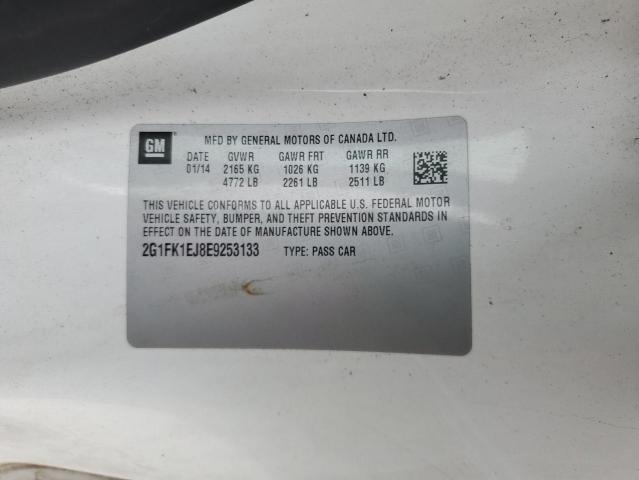 GM
MFD BY GENERAL MOTORS OF CANADA LTD.
DATE GVWR GAWR FRT GAWR RR
01/14 2165 KG 1026 KG 1139 KG
4772 LB 2261 LB 2511 LB
THIS VEHICLE CONFORMS TO ALL APPLICABLE U.S. FEDERAL MOTOR
VEHICLE SAFETY, BUMPER, AND THEFT PREVENTION STANDARDS IN
EFFECT ON THE DATE OF MANUFACTURE SHOWN ABOVE.
2G1FK1EJ8E9253133 TYPE: PASS CAR